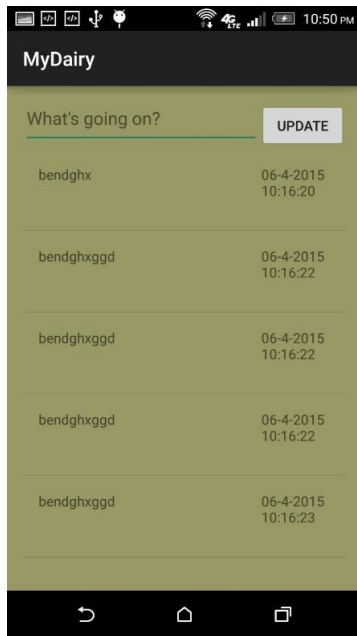 4G LTE 10:50 PM
MyDairy
What's going on? UPDATE
bendghx 06-4-2015
10:16:20
bendghxggd 06-4-2015
10:16:22
bendghxggd 06-4-2015
10:16:22
bendghxggd 06-4-2015
10:16:22
bendghxggd 06-4-2015
10:16:23